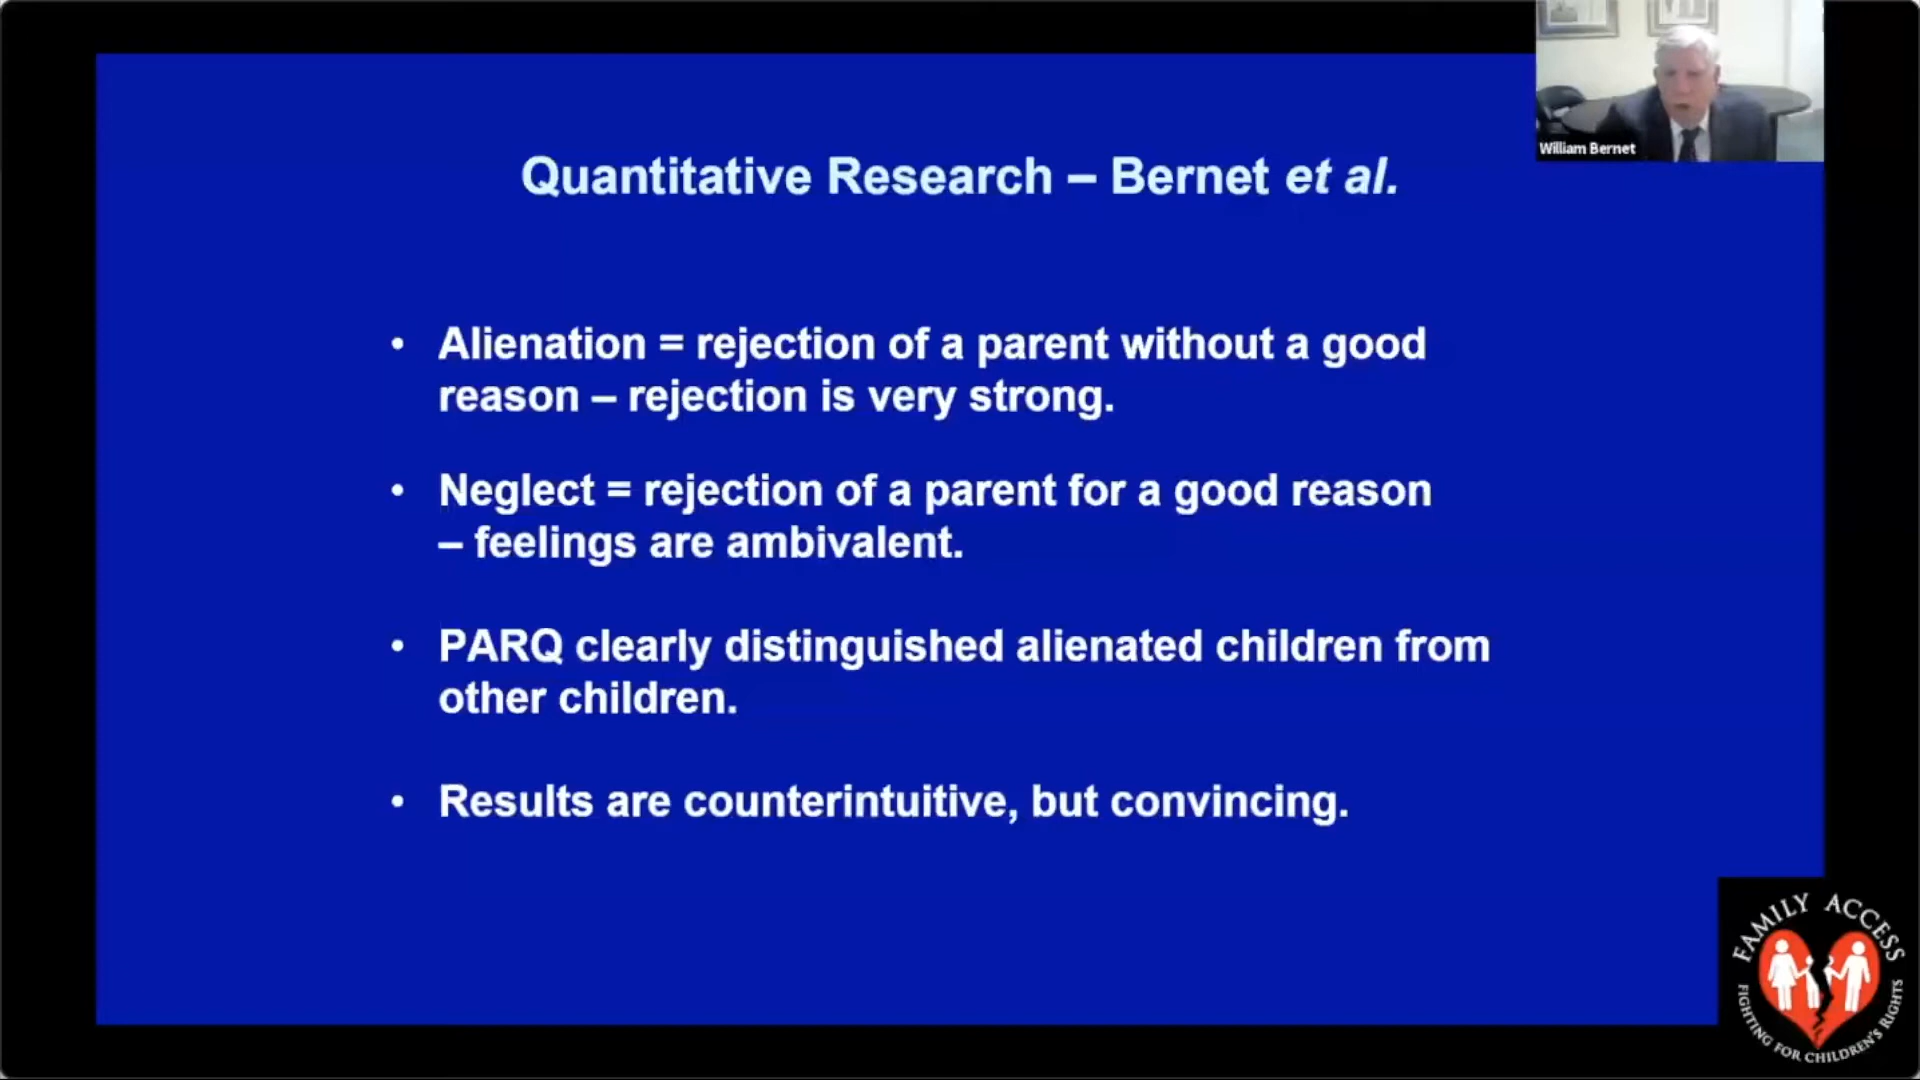 William Bernet
Quantitative Research – Bernet et al.
• Alienation = rejection of a parent without a good
reason – rejection is very strong.
• Neglect = rejection of a parent for a good reason
– feelings are ambivalent.
• PARQ clearly distinguished alienated children from
other children.
• Results are counterintuitive, but convincing.
FAMILY ACCESS
FIGHTING FOR CHILDREN'S RIGHTS